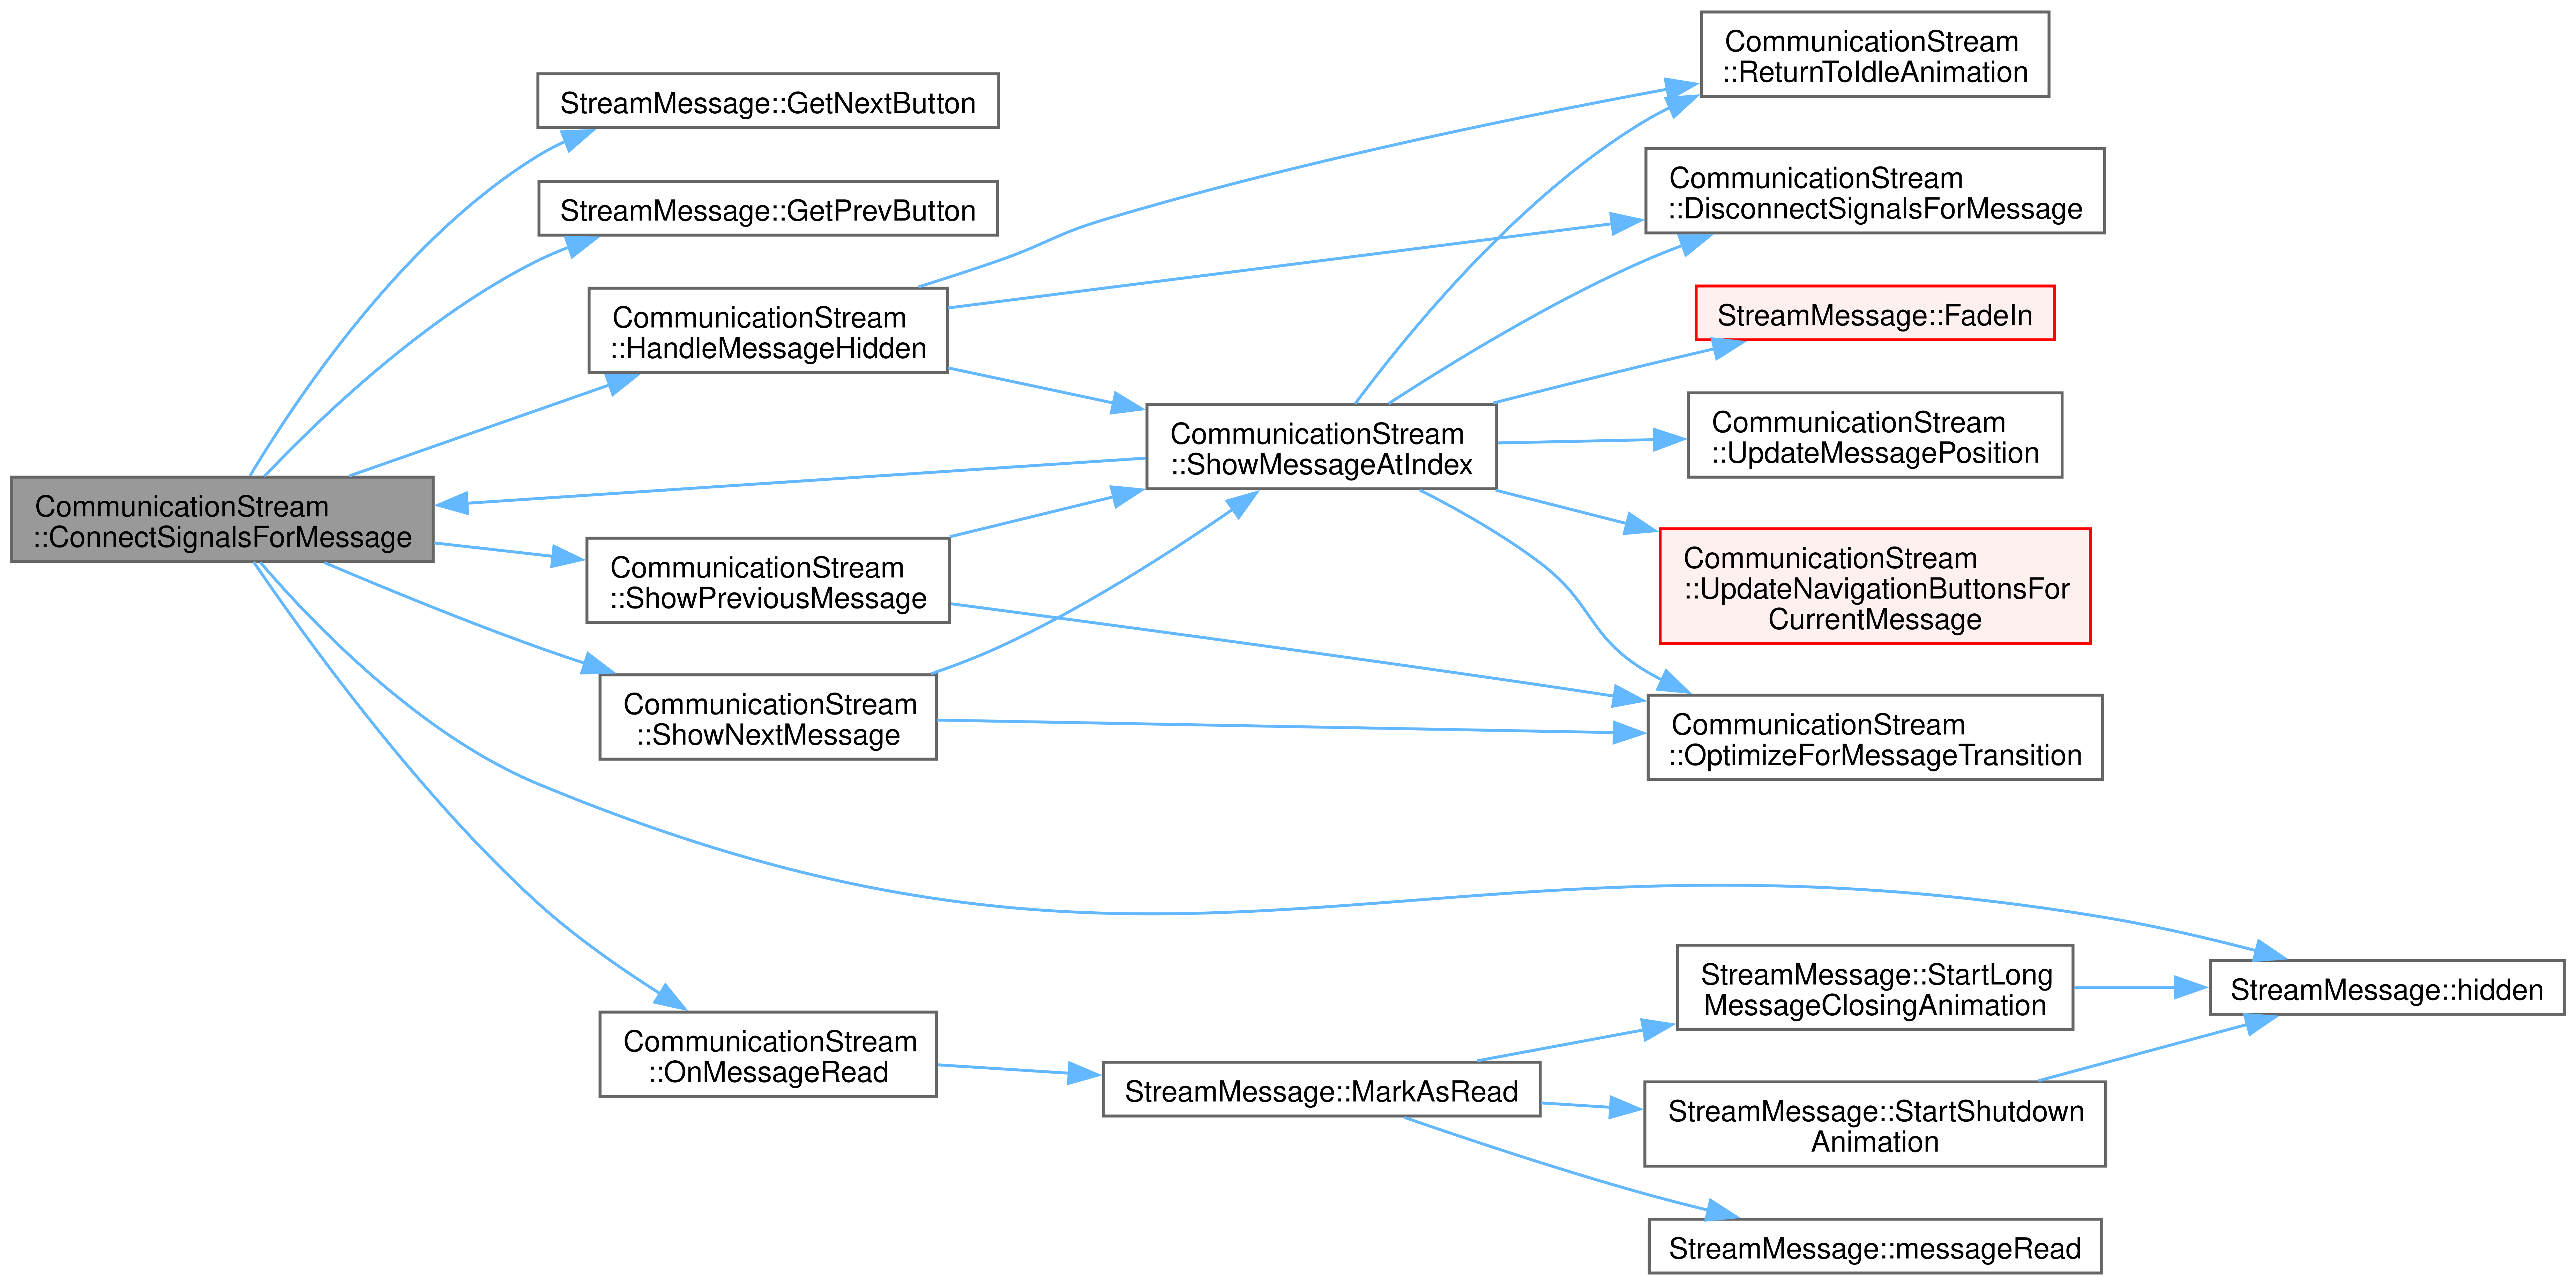 CommunicationStream
::ConnectSignalsForMessage
StreamMessage::GetNextButton
StreamMessage::GetPrevButton
CommunicationStream
::HandleMessageHidden
CommunicationStream
::ShowPreviousMessage
CommunicationStream
::ShowNextMessage
CommunicationStream
::OnMessageRead
CommunicationStream
::ShowMessageAtIndex
StreamMessage::MarkAsRead
CommunicationStream
::ReturnToIdleAnimation
CommunicationStream
::DisconnectSignalsForMessage
StreamMessage::FadeIn
CommunicationStream
::UpdateMessagePosition
CommunicationStream
::UpdateNavigationButtonsFor
CurrentMessage
CommunicationStream
::OptimizeForMessageTransition
StreamMessage::StartLong
MessageClosingAnimation
StreamMessage::StartShutdown
Animation
StreamMessage::messageRead
StreamMessage::hidden